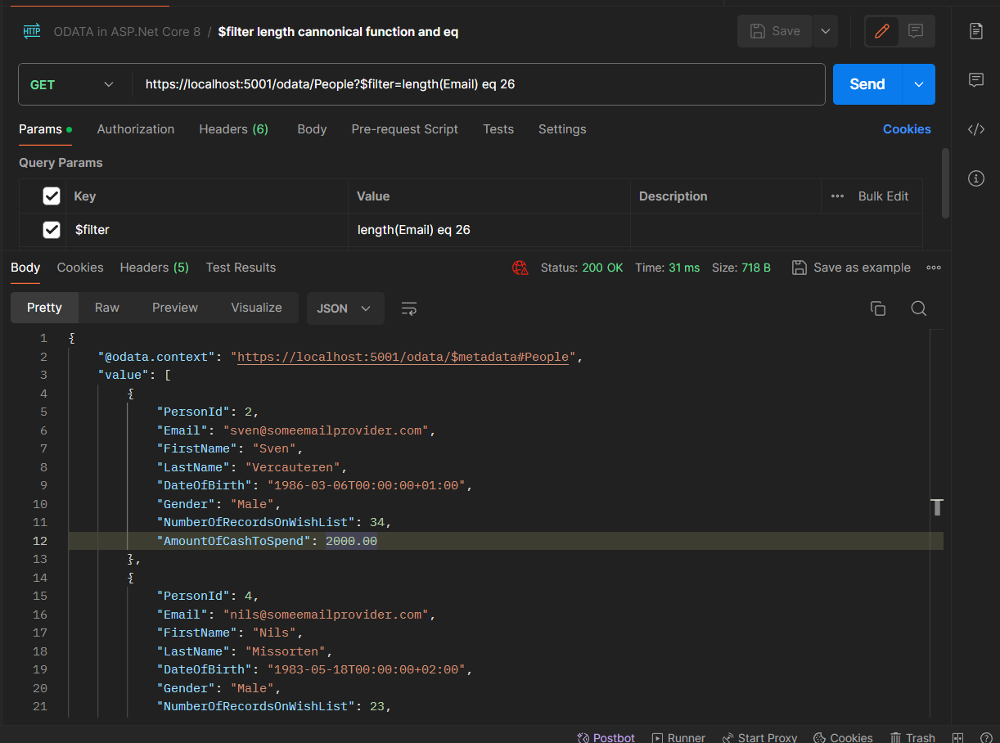 HTTP ODATA in ASP.Net Core 8 / $filter length cannonical function and eq Save
GET https://localhost:5001/odata/People?$filter=length(Email) eq 26 Send
Params Authorization Headers (6) Body Pre-request Script Tests Settings Cookies
Query Params
Key Value Description Bulk Edit
$filter length(Email) eq 26
Body Cookies Headers (5) Test Results Status: 200 OK Time: 31 ms Size: 718 B Save as example
Pretty Raw Preview Visualize JSON
1 {
2 "@odata.context": "https://localhost:5001/odata/$metadata#People",
3 "value": [
4 {
5 "PersonId": 2,
6 "Email": "sven@someemailprovider.com",
7 "FirstName": "Sven",
8 "LastName": "Vercauteren",
9 "DateOfBirth": "1986-03-06T00:00:00+01:00",
10 "Gender": "Male",
11 "NumberOfRecordsOnWishList": 34,
12 "AmountOfCashToSpend": 2000.00
13 },
14 {
15 "PersonId": 4,
16 "Email": "nils@someemailprovider.com",
17 "FirstName": "Nils",
18 "LastName": "Missorten",
19 "DateOfBirth": "1983-05-18T00:00:00+02:00",
20 "Gender": "Male",
21 "NumberOfRecordsOnWishList": 23,
Postbot Runner Start Proxy Cookies Trash